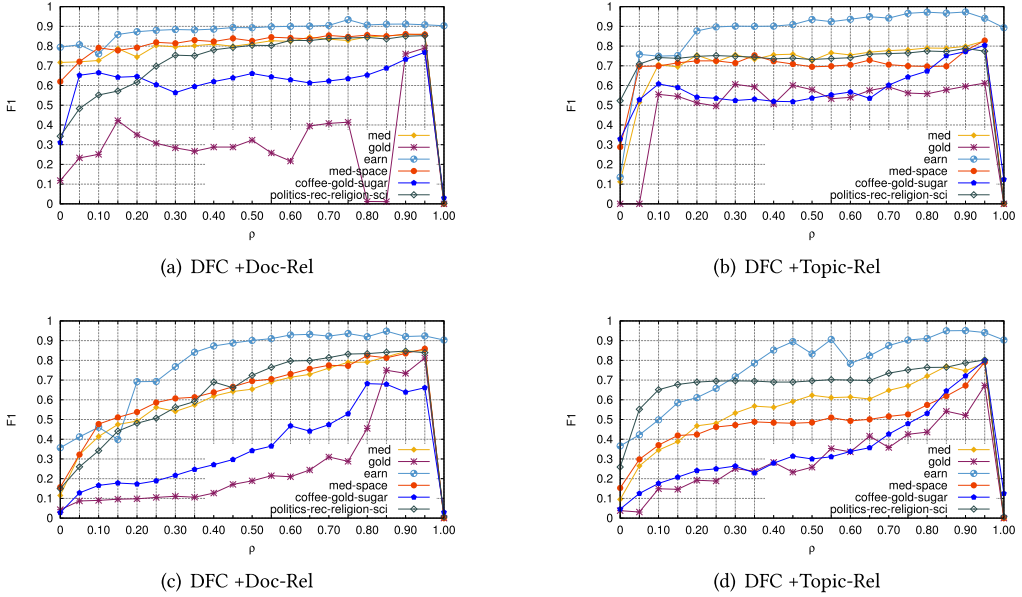 1
0.9
0.8
0.7
0.6
0.5
0.4
0.3
0.2
0.1
0
F1
0 0.10 0.20 0.30 0.40 0.50 0.60 0.70 0.80 0.90 1.00
ρ
med
gold
earn
med-space
coffee-gold-sugar
politics-rec-religion-sci
(a) DFC +Doc-Rel
1
0.9
0.8
0.7
0.6
0.5
0.4
0.3
0.2
0.1
0
F1
0 0.10 0.20 0.30 0.40 0.50 0.60 0.70 0.80 0.90 1.00
ρ
med
gold
earn
med-space
coffee-gold-sugar
politics-rec-religion-sci
(b) DFC +Topic-Rel
1
0.9
0.8
0.7
0.6
0.5
0.4
0.3
0.2
0.1
0
F1
0 0.10 0.20 0.30 0.40 0.50 0.60 0.70 0.80 0.90 1.00
ρ
med
gold
earn
med-space
coffee-gold-sugar
politics-rec-religion-sci
(c) DFC +Doc-Rel
1
0.9
0.8
0.7
0.6
0.5
0.4
0.3
0.2
0.1
0
F1
0 0.10 0.20 0.30 0.40 0.50 0.60 0.70 0.80 0.90 1.00
ρ
med
gold
earn
med-space
coffee-gold-sugar
politics-rec-religion-sci
(d) DFC +Topic-Rel